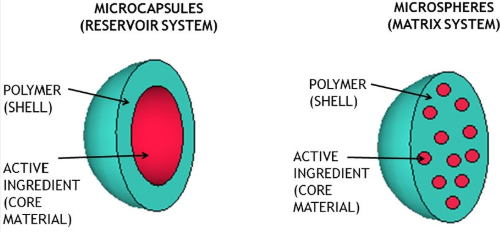 MICROCAPSULES
(RESERVOIR SYSTEM)
POLYMER
(SHELL)
ACTIVE
INGREDIENT
(CORE
MATERIAL)
MICROSPHERES
(MATRIX SYSTEM)
POLYMER
(SHELL)
ACTIVE
INGREDIENT
(CORE
MATERIAL)